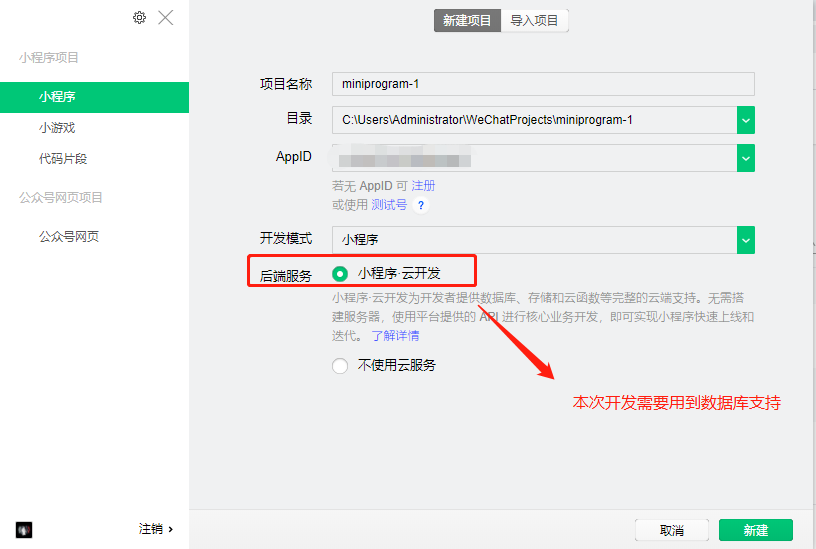 新建项目 导入项目
小程序项目
小程序
小游戏
代码片段
公众号网页项目
公众号网页
注销
项目名称 miniprogram-1
目录 C:\Users\Administrator\WeChatProjects\miniprogram-1
AppID
若无 AppID 可 注册
或使用 测试号 ?
开发模式 小程序
后端服务 小程序·云开发
小程序·云开发为开发者提供数据库、存储和云函数等完整的云端支持。无需搭
建服务器，使用平台提供的 API 进行核心业务开发，即可实现小程序快速上线和
迭代。 了解详情
不使用云服务
本次开发需要用到数据库支持
取消 新建